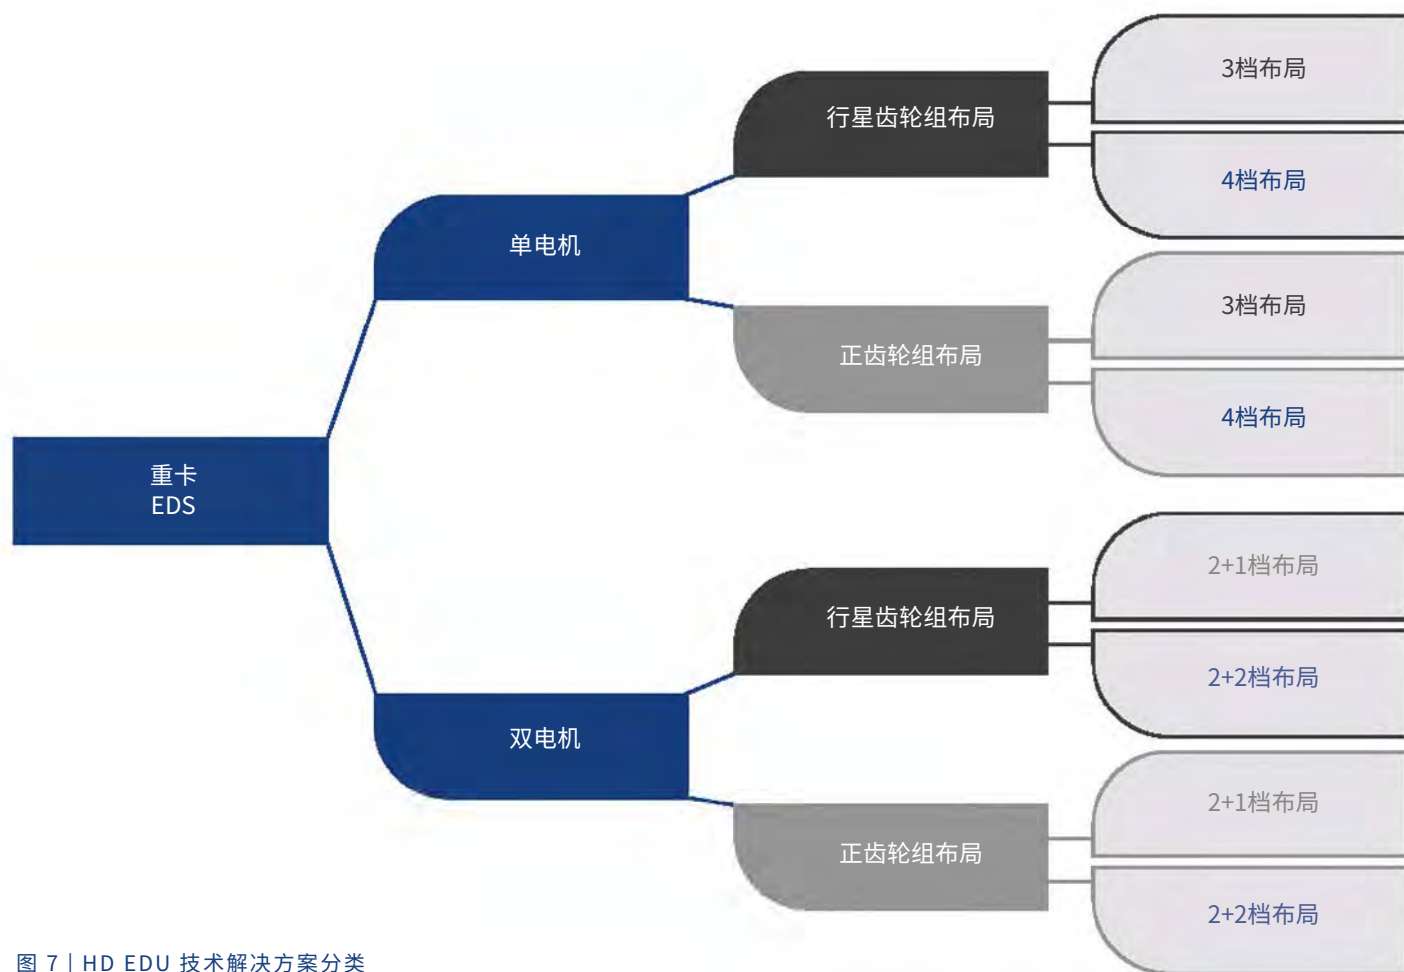 重卡
EDS
单电机
行星齿轮组布局
3档布局
4档布局
正齿轮组布局
3档布局
4档布局
双电机
行星齿轮组布局
2+1档布局
2+2档布局
正齿轮组布局
2+1档布局
2+2档布局
图 7 | HD EDU 技术解决方案分类